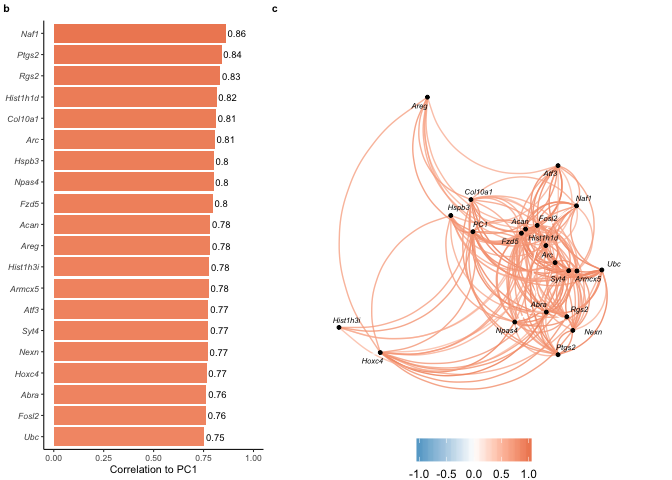 b
Naf1 0.86
Ptgs2 0.84
Rgs2 0.83
Hist1h1d 0.82
Col10a1 0.81
Arc 0.81
Hspb3 0.8
Npas4 0.8
Fzd5 0.8
Acan 0.78
Areg 0.78
Hist1h3i 0.78
Armcx5 0.78
Atf3 0.77
Syt4 0.77
Nexn 0.77
Hoxc4 0.77
Abra 0.76
Fosl2 0.76
Ubc 0.75
0.00 0.25 0.50 0.75 1.00
Correlation to PC1
c
Areg
Atf3
Col10a1
Naf1
Hspb3
Acan Fosl2
PC1
Fzd5 Hist1h1d
Arc
Ubc
Syt4 Armcx5
Abra
Rgs2
Hist1h3i
Npas4 Nexn
Ptgs2
Hoxc4
-1.0 -0.5 0.0 0.5 1.0